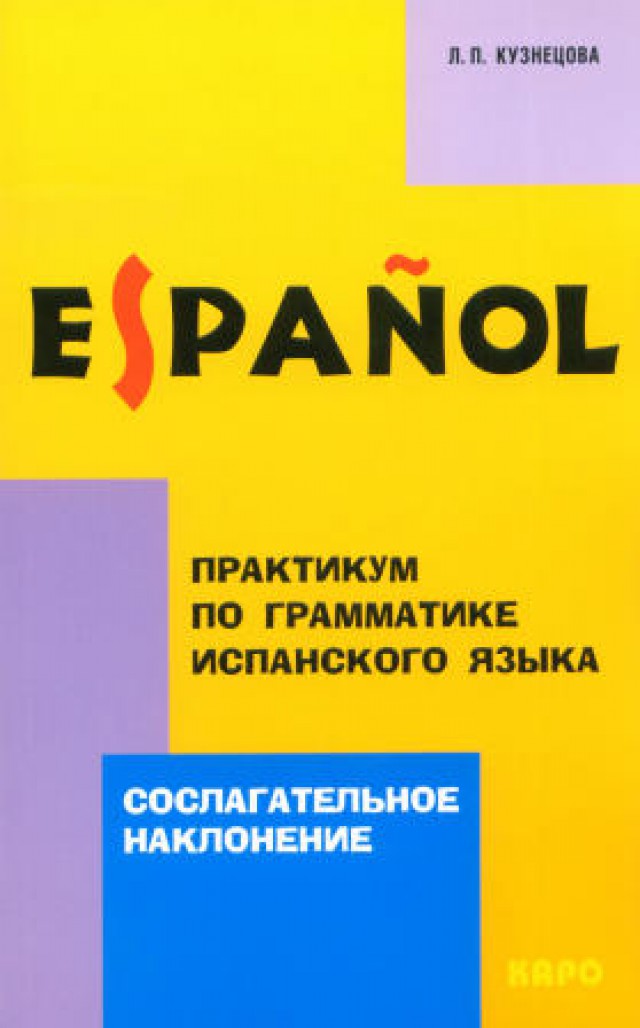 Л. П. КУЗНЕЦОВА
ESPAÑOL
ПРАКТИКУМ
ПО ГРАММАТИКЕ
ИСПАНСКОГО ЯЗЫКА
СОСЛАГАТЕЛЬНОЕ
НАКЛОНЕНИЕ
КАРО